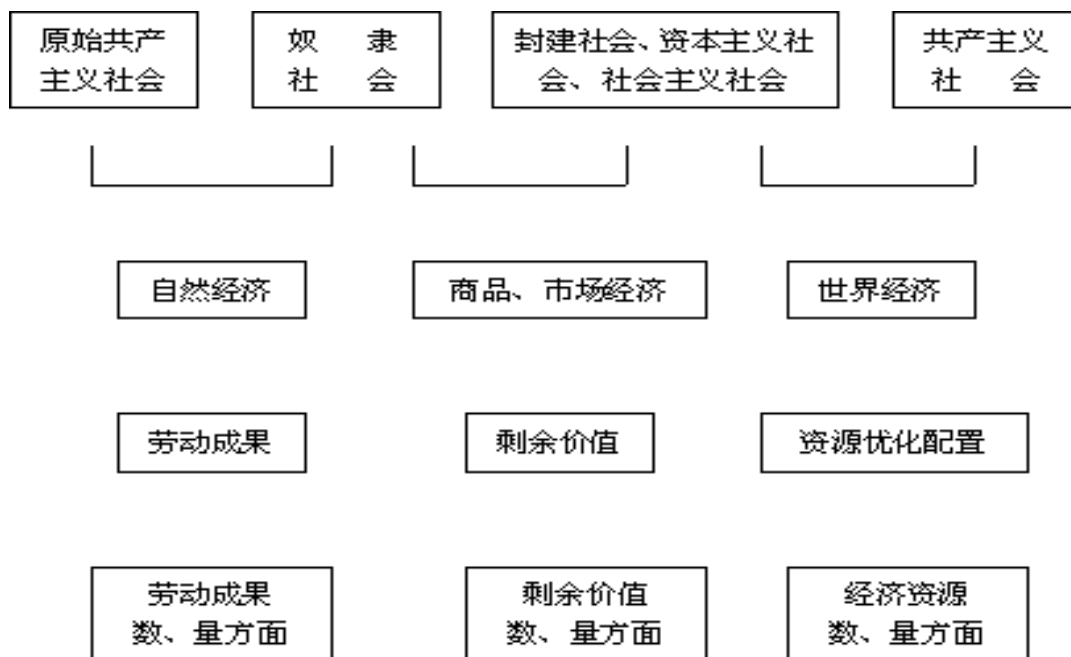 原始共产
主义社会
奴 隶
社 会
封建社会、资本主义社
会、社会主义社会
共产主义
社 会
自然经济
商品、市场经济
世界经济
劳动成果
剩余价值
资源优化配置
劳动成果
数、量方面
剩余价值
数、量方面
经济资源
数、量方面